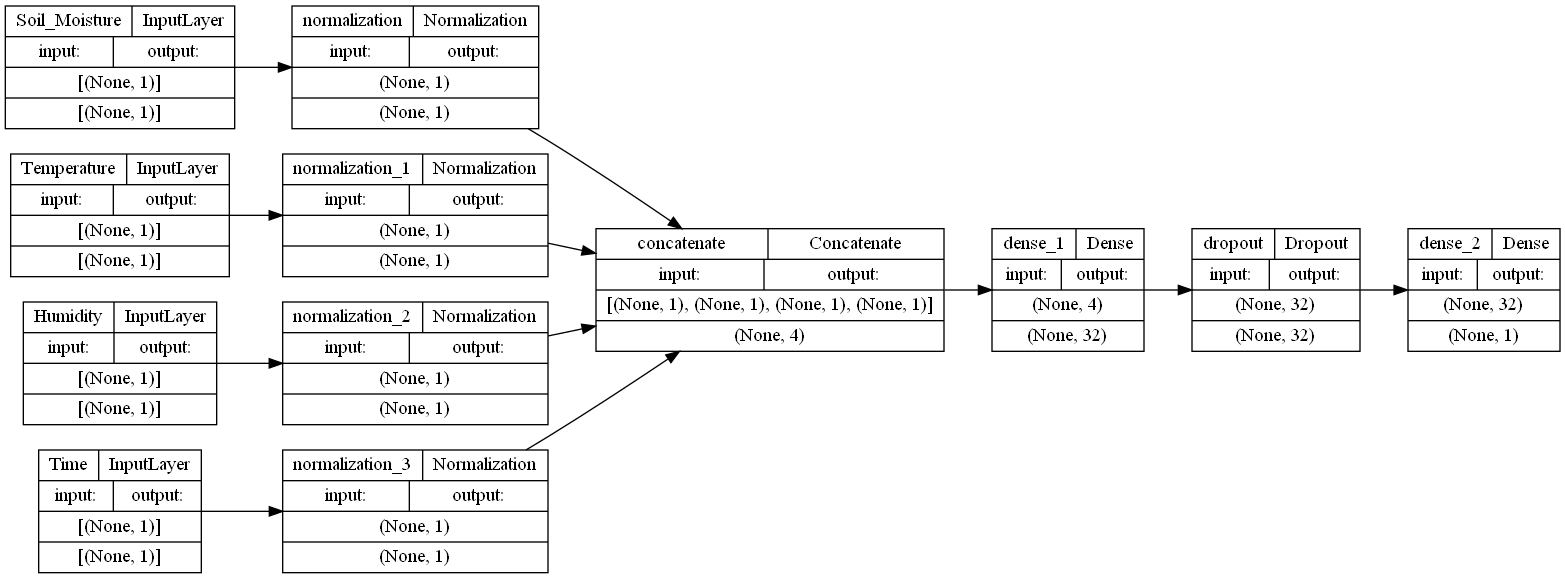 Soil_Moisture InputLayer
input: output:
[(None, 1)]
[(None, 1)]
normalization Normalization
input: output:
(None, 1)
(None, 1)
Temperature InputLayer
input: output:
[(None, 1)]
[(None, 1)]
normalization_1 Normalization
input: output:
(None, 1)
(None, 1)
Humidity InputLayer
input: output:
[(None, 1)]
[(None, 1)]
normalization_2 Normalization
input: output:
(None, 1)
(None, 1)
Time InputLayer
input: output:
[(None, 1)]
[(None, 1)]
normalization_3 Normalization
input: output:
(None, 1)
(None, 1)
concatenate Concatenate
input: output:
[(None, 1), (None, 1), (None, 1), (None, 1)]
(None, 4)
dense_1 Dense
input: output:
(None, 4)
(None, 32)
dropout Dropout
input: output:
(None, 32)
(None, 32)
dense_2 Dense
input: output:
(None, 32)
(None, 1)